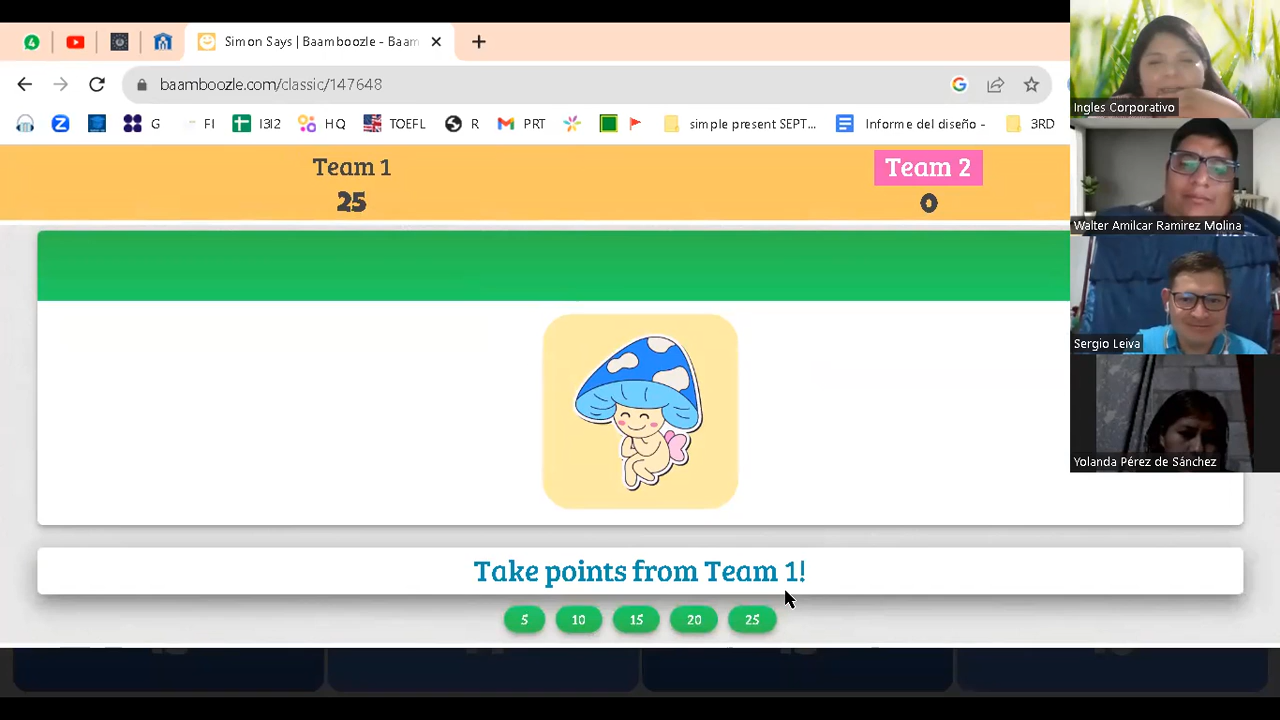 4
Simon Says | Baamboozle - Baam
baamboozle.com/classic/147648
G
FI
I3I2
HQ
TOEFL
R
PRT
simple present SEPT...
Informe del diseño -
3RD
Team 1
25
Team 2
0
Take points from Team 1!
5
10
15
20
25
Ingles Corporativo
Walter Amilcar Ramirez Molina
Sergio Leiva
Yolanda Pérez de Sánchez